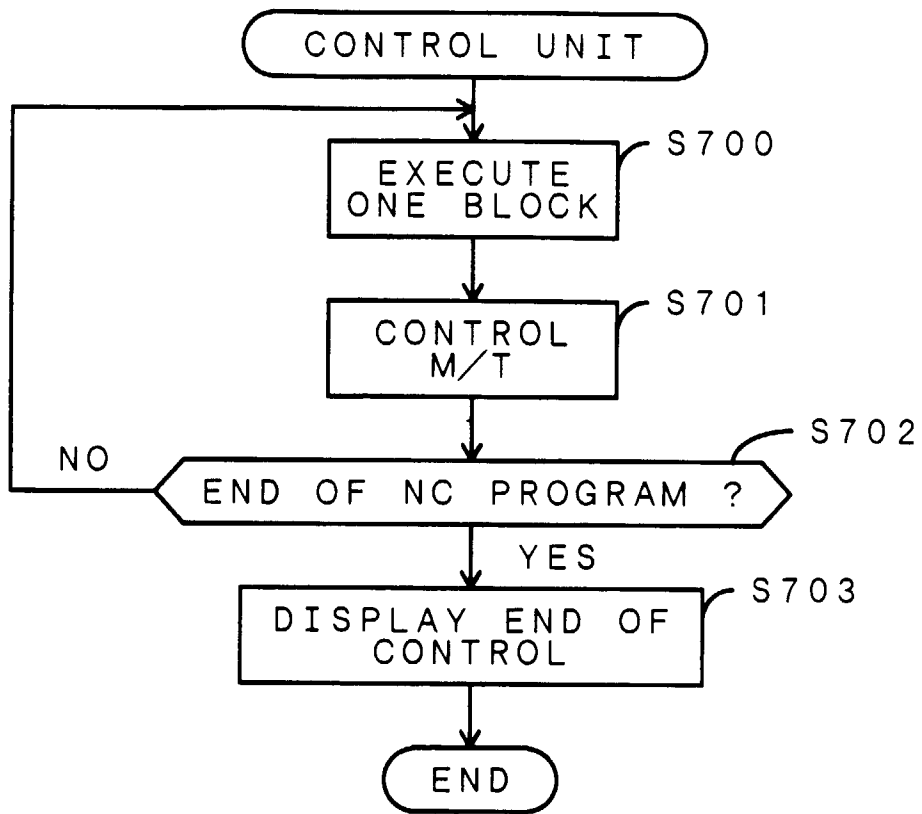 CONTROL UNIT
S700
EXECUTE
ONE BLOCK
S701
CONTROL
M/T
S702
NO
END OF NC PROGRAM ?
YES
S703
DISPLAY END OF
CONTROL
END